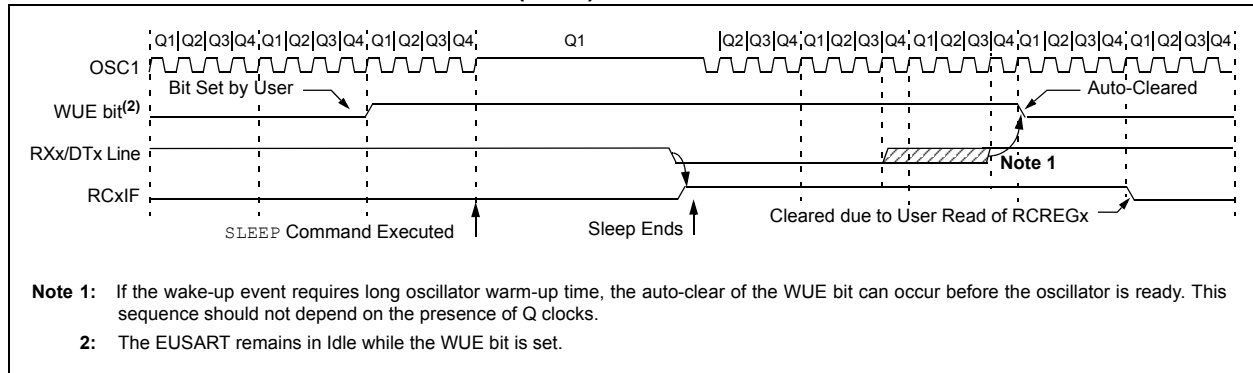 Q1 Q2 Q3 Q4 Q1 Q2 Q3 Q4 Q1 Q2 Q3 Q4 Q1 Q2 Q3 Q4 Q1 Q2 Q3 Q4 Q1 Q2 Q3 Q4 Q1 Q2 Q3 Q4
OSC1
Bit Set by User
Auto-Cleared
WUE bit(2)
RXx/DTx Line
Note 1
RCxIF
SLEEP Command Executed
Sleep Ends
Cleared due to User Read of RCREGx
Note 1: If the wake-up event requires long oscillator warm-up time, the auto-clear of the WUE bit can occur before the oscillator is ready. This
sequence should not depend on the presence of Q clocks.
2: The EUSART remains in Idle while the WUE bit is set.